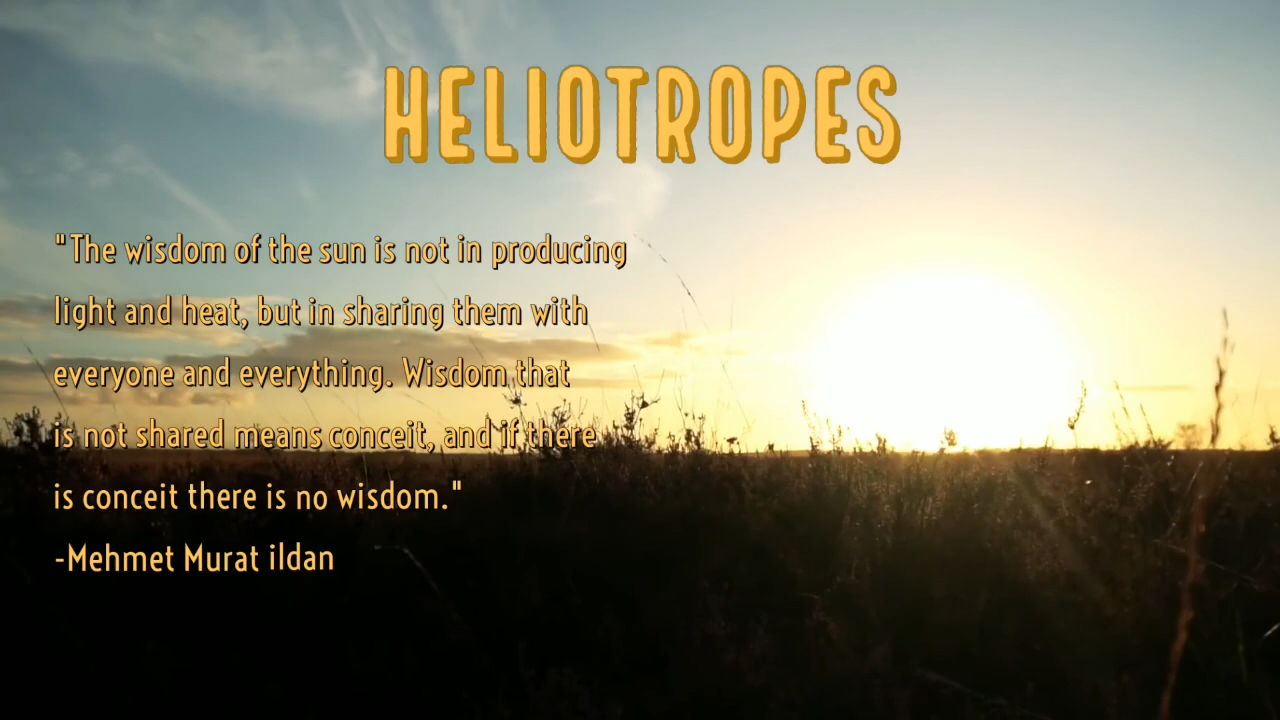 HELIOTROPES
"The wisdom of the sun is not in producing
light and heat, but in sharing them with
everyone and everything. Wisdom that
is not shared means conceit, and if there
is conceit there is no wisdom."
-Mehmet Murat ildan